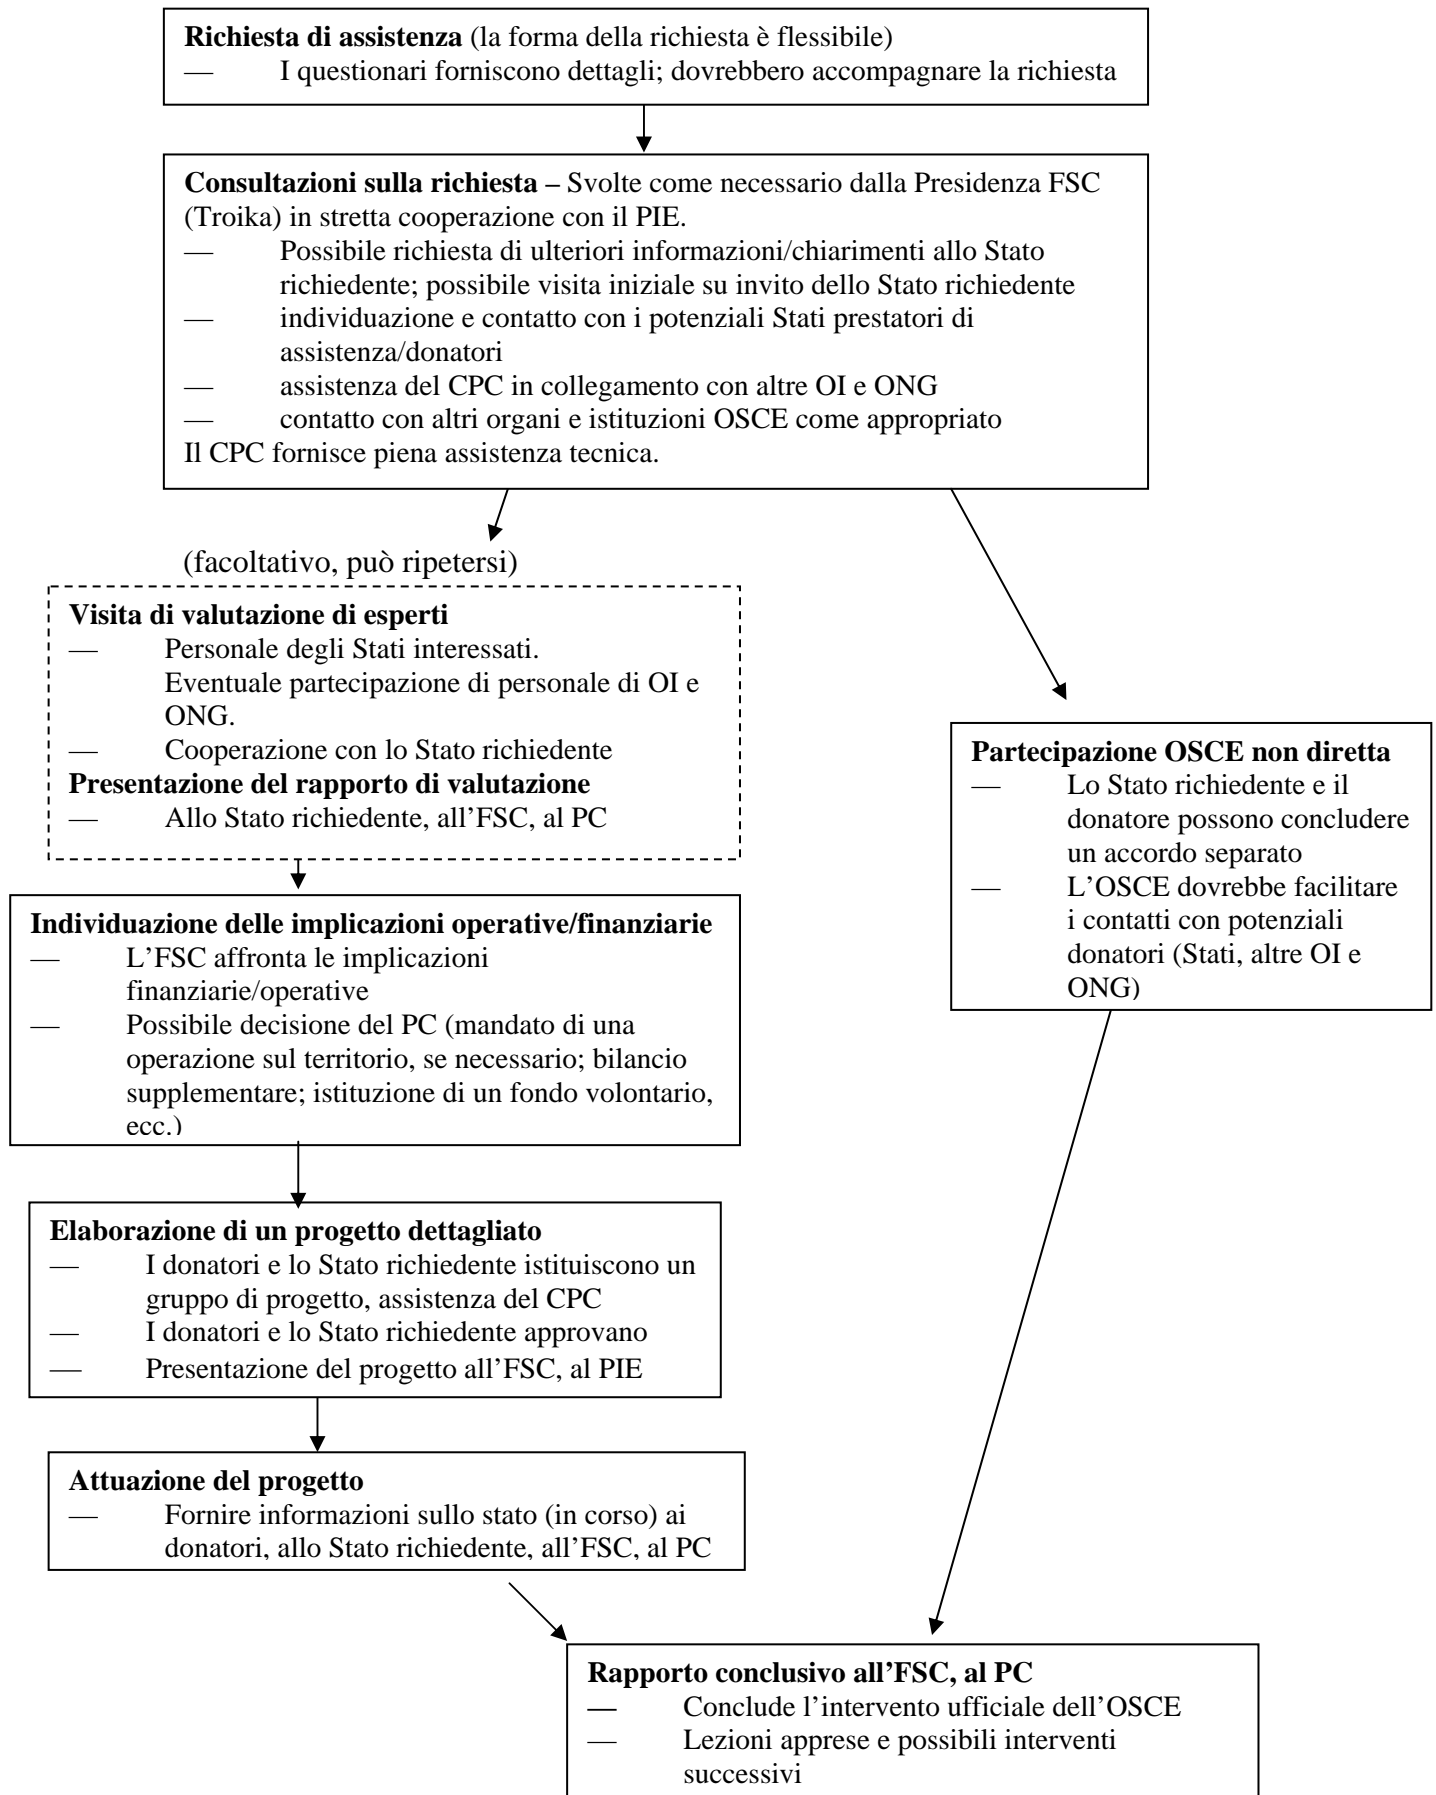 Richiesta di assistenza (la forma della richiesta è flessibile)
— I questionari forniscono dettagli; dovrebbero accompagnare la richiesta
Consultazioni sulla richiesta – Svolte come necessario dalla Presidenza FSC
(Troika) in stretta cooperazione con il PIE.
— Possibile richiesta di ulteriori informazioni/chiarimenti allo Stato
richiedente; possibile visita iniziale su invito dello Stato richiedente
— individuazione e contatto con i potenziali Stati prestatori di
assistenza/donatori
— assistenza del CPC in collegamento con altre OI e ONG
— contatto con altri organi e istituzioni OSCE come appropriato
Il CPC fornisce piena assistenza tecnica.
(facoltativo, può ripetersi)
Visita di valutazione di esperti
— Personale degli Stati interessati.
Eventuale partecipazione di personale di OI e
ONG.
— Cooperazione con lo Stato richiedente
Presentazione del rapporto di valutazione
— Allo Stato richiedente, all’FSC, al PC
Partecipazione OSCE non diretta
— Lo Stato richiedente e il
donatore possono concludere
un accordo separato
— L’OSCE dovrebbe facilitare
i contatti con potenziali
donatori (Stati, altre OI e
ONG)
Individuazione delle implicazioni operative/finanziarie
— L’FSC affronta le implicazioni
finanziarie/operative
— Possibile decisione del PC (mandato di una
operazione sul territorio, se necessario; bilancio
supplementare; istituzione di un fondo volontario,
ecc.)
Elaborazione di un progetto dettagliato
— I donatori e lo Stato richiedente istituiscono un
gruppo di progetto, assistenza del CPC
— I donatori e lo Stato richiedente approvano
— Presentazione del progetto all’FSC, al PIE
Attuazione del progetto
— Fornire informazioni sullo stato (in corso) ai
donatori, allo Stato richiedente, all’FSC, al PC
Rapporto conclusivo all’FSC, al PC
— Conclude l’intervento ufficiale dell’OSCE
— Lezioni apprese e possibili interventi
successivi